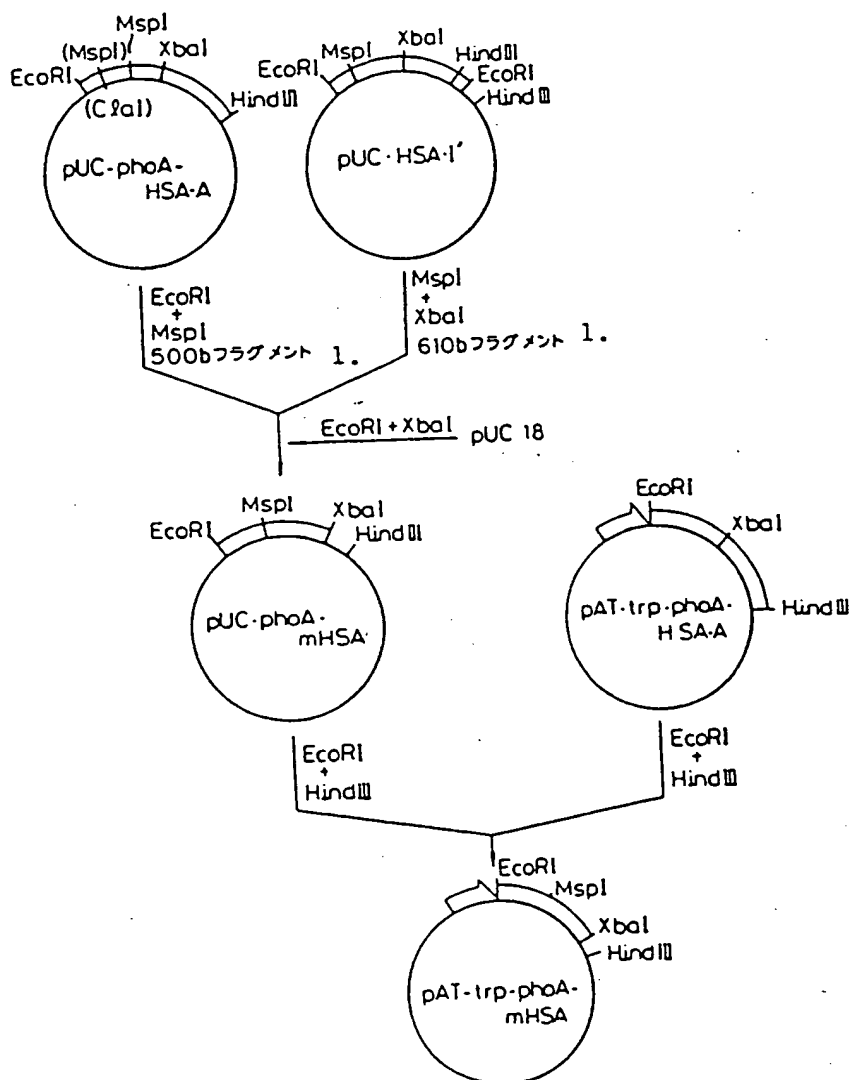 MspI
(MspI)
XbaI
EcoRI
(ClaI)
HindIII
pUC-phoA-
HSA-A
XbaI
MspI
HindIII
EcoRI
EcoRI
HindIII
pUC·HSA·I'
EcoRI
+
MspI
500bフラグメント 1.
MspI
+
XbaI
610bフラグメント 1.
EcoRI+XbaI
pUC 18
MspI
XbaI
EcoRI
HindIII
pUC·phoA·
mHSA
EcoRI
XbaI
HindIII
pAT-trp-phoA-
HSA-A
EcoRI
+
HindIII
EcoRI
+
HindIII
EcoRI
MspI
XbaI
HindIII
pAT-trp-phoA-
mHSA